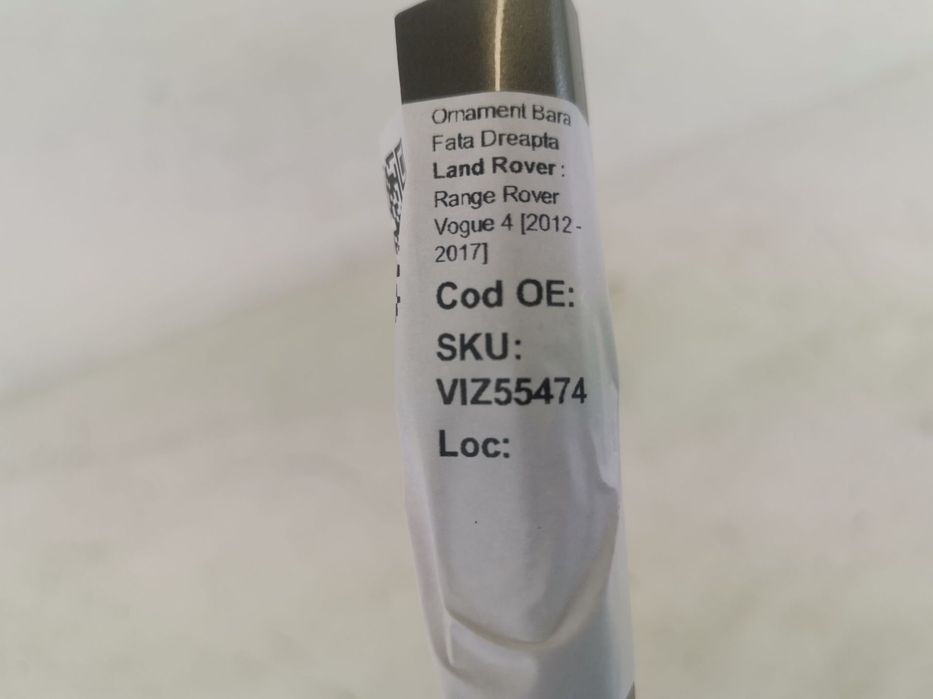 Ornament Bara
Fata Dreapta
Land Rover:
Range Rover
Vogue 4 [2012-
2017]
Cod OE:
SKU:
VIZ55474
Loc: